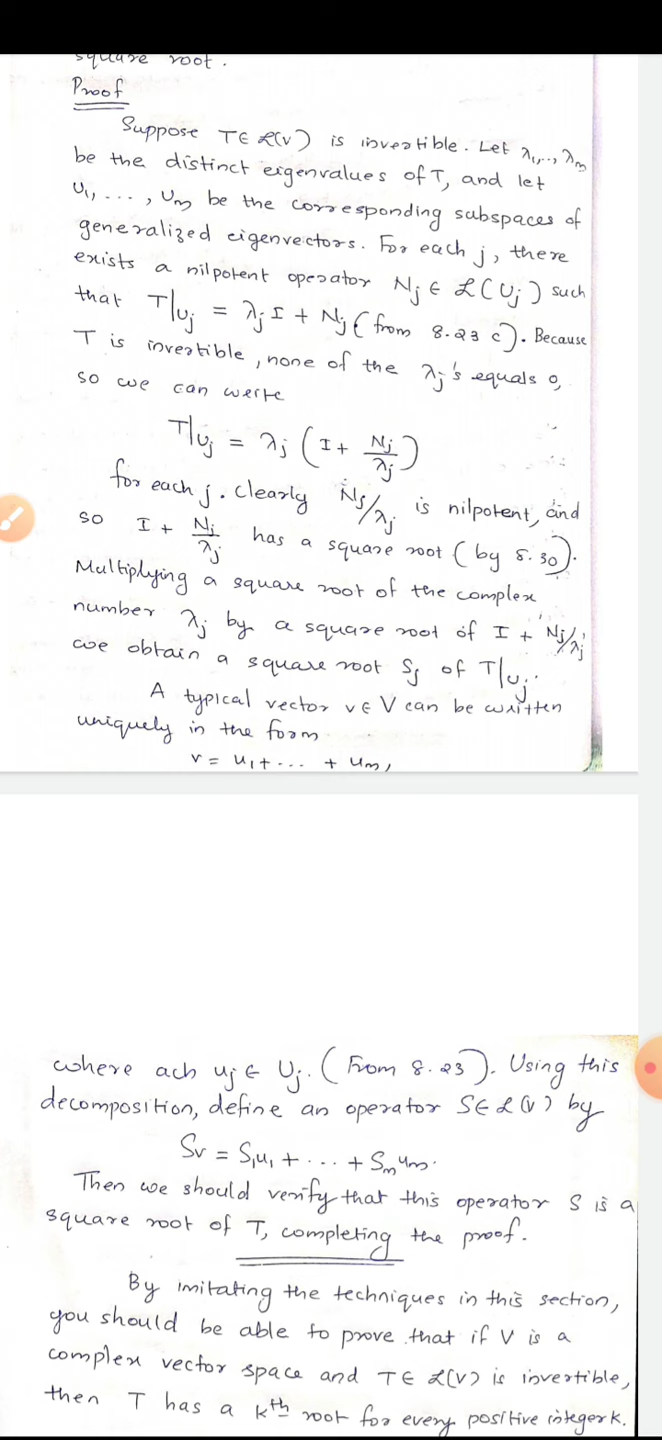 square root.
Proof
Suppose T∈ L(V) is invertible. Let λ1,..., λm
be the distinct eigenvalues of T, and let
U1, ..., Um be the corresponding subspaces of
generalized eigenvectors. For each j, there
exists a nilpotent operator Nj ∈ L(Uj) such
that T|Uj = λjI + Nj (from 8.23 c). Because
T is invertible, none of the λj's equals 0,
so we can write
T|Uj = λj (I + Nj/λj)
for each j. Clearly Nj/λj is nilpotent, and
so I + Nj/λj has a square root (by 8.30).
Multiplying a square root of the complex
number λj by a square root of I + Nj/λj
we obtain a square root Sj of T|Uj.
A typical vector v∈ V can be written
uniquely in the form
v = u1 + ... + um,
where ach uj ∈ Uj. (From 8.23). Using this
decomposition, define an operator S∈ L(V) by
Sv = S1u1 + ... + Smum.
Then we should verify that this operator S is a
square root of T, completing the proof.
By imitating the techniques in this section,
you should be able to prove that if V is a
complex vector space and T∈ L(V) is invertible,
then T has a kth root for every positive integer k.